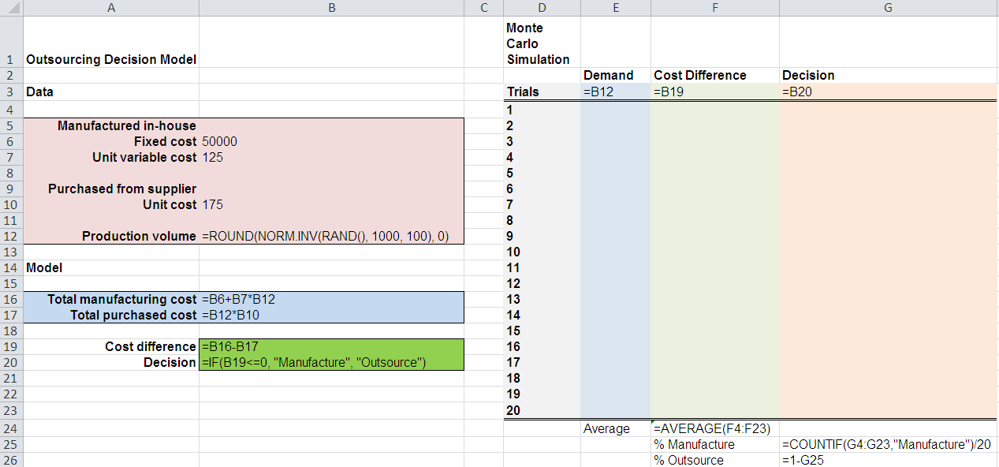 A B C D E F G
Monte
Carlo
1 Outsourcing Decision Model Simulation
2 Demand Cost Difference Decision
3 Data Trials =B12 =B19 =B20
4 1
5 Manufactured in-house 2
6 Fixed cost 50000 3
7 Unit variable cost 125 4
8 5
9 Purchased from supplier 6
10 Unit cost 175 7
11 8
12 Production volume =ROUND(NORM.INV(RAND(), 1000, 100), 0) 9
13 10
14 Model 11
15 12
16 Total manufacturing cost =B6+B7*B12 13
17 Total purchased cost =B12*B10 14
18 15
19 Cost difference =B16-B17 16
20 Decision =IF(B19<=0, "Manufacture", "Outsource") 17
21 18
22 19
23 20
24 Average =AVERAGE(F4:F23)
25 % Manufacture =COUNTIF(G4:G23,"Manufacture")/20
26 % Outsource =1-G25